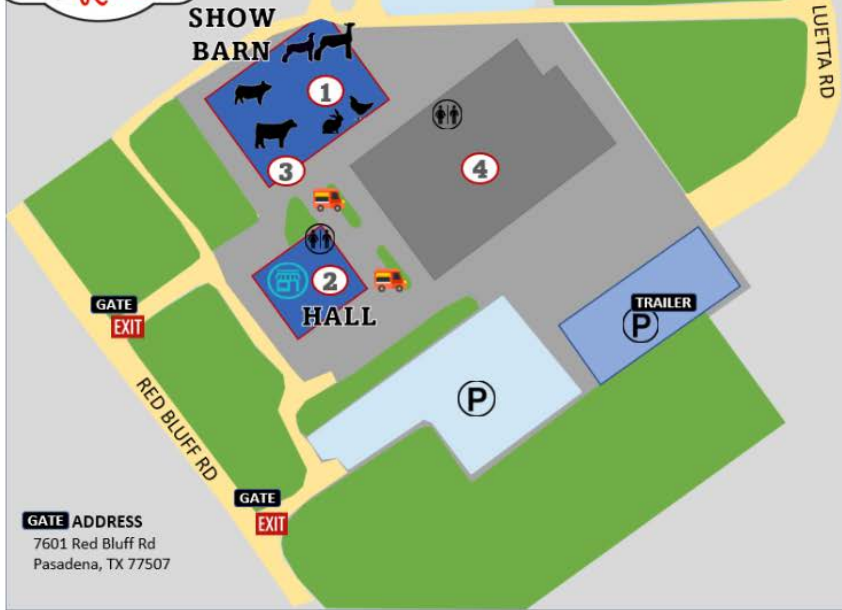 SHOW
BARN
1
3
4
2
HALL
LUETTA RD
TRAILER
P
P
GATE
EXIT
RED BLUFF RD
GATE
EXIT
GATE ADDRESS
7601 Red Bluff Rd
Pasadena, TX 77507